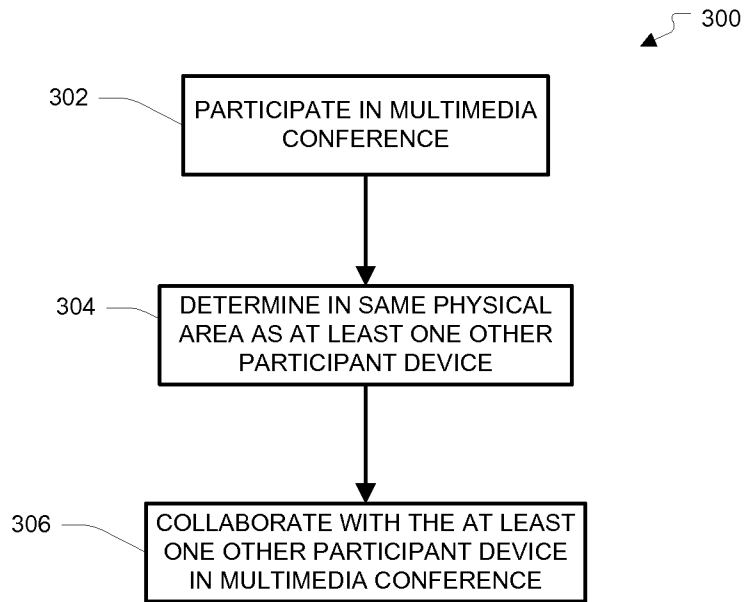 300
302
PARTICIPATE IN MULTIMEDIA
CONFERENCE
304
DETERMINE IN SAME PHYSICAL
AREA AS AT LEAST ONE OTHER
PARTICIPANT DEVICE
306
COLLABORATE WITH THE AT LEAST
ONE OTHER PARTICIPANT DEVICE
IN MULTIMEDIA CONFERENCE